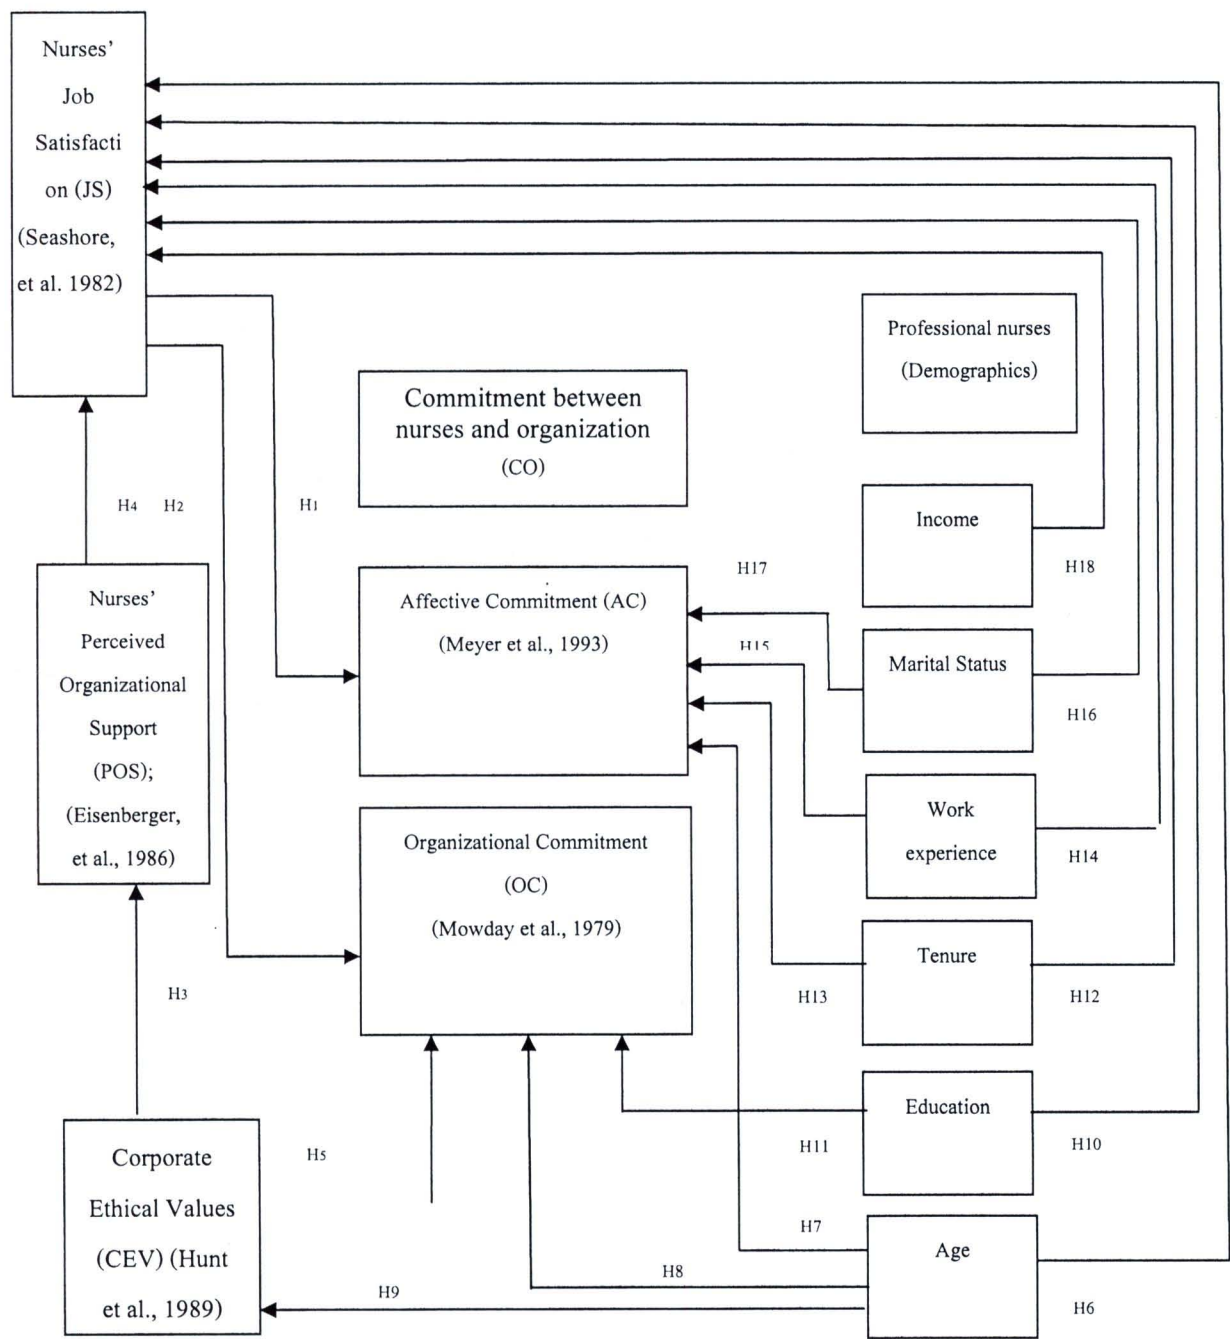 Nurses’
Job
Satisfacti
on (JS)
(Seashore,
et al. 1982)
Professional nurses
(Demographics)
Commitment between
nurses and organization
(CO)
H4
H2
H1
Income
H18
H17
Nurses’
Perceived
Organizational
Support
(POS);
(Eisenberger,
et al., 1986)
Affective Commitment (AC)
(Meyer et al., 1993)
H15
Marital Status
H16
Work
experience
H14
Organizational Commitment
(OC)
(Mowday et al., 1979)
Tenure
H13
H12
H3
Education
H11
H10
Corporate
Ethical Values
(CEV) (Hunt
et al., 1989)
H5
H7
Age
H8
H9
H6